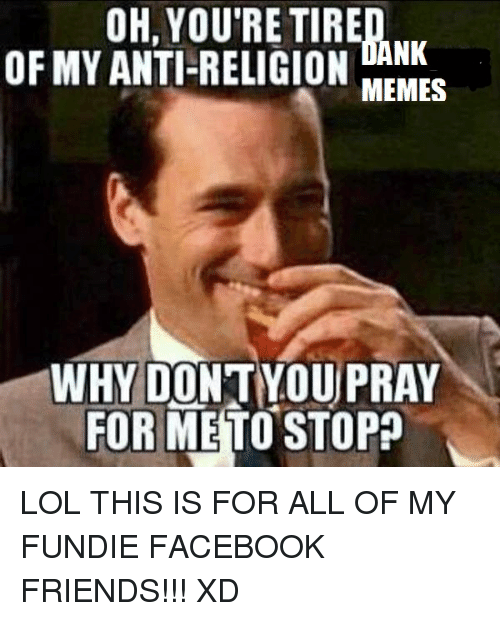 OH, YOU'RE TIRED
OF MY ANTI-RELIGION DANK
MEMES
WHY DON'T YOU PRAY
FOR ME TO STOP?
LOL THIS IS FOR ALL OF MY
FUNDIE FACEBOOK
FRIENDS!!! XD